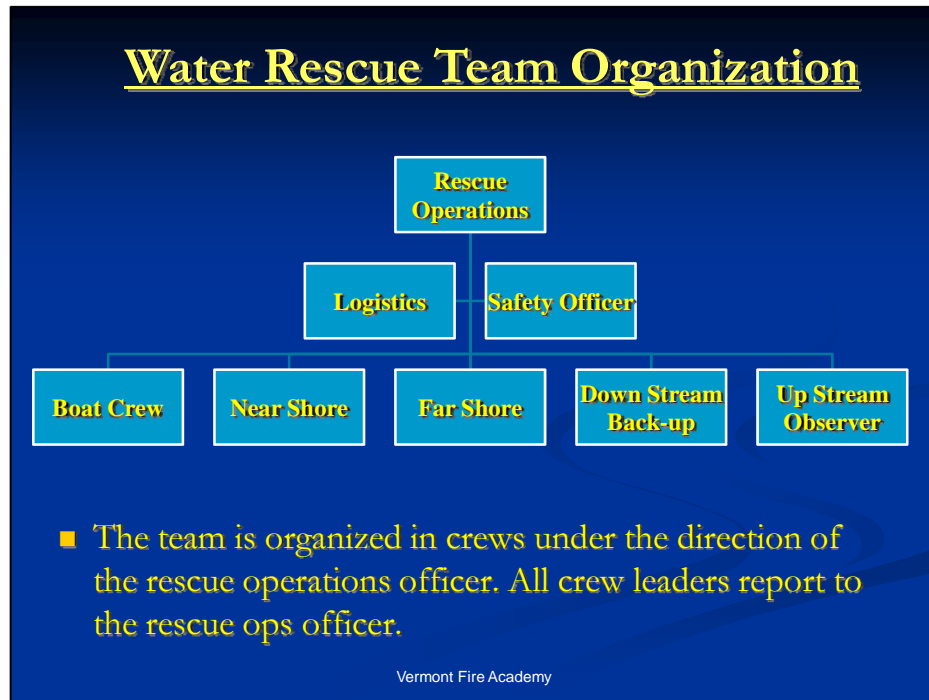 Water Rescue Team Organization
Rescue
Operations
Logistics
Safety Officer
Boat Crew
Near Shore
Far Shore
Down Stream
Back-up
Up Stream
Observer
■ The team is organized in crews under the direction of
the rescue operations officer. All crew leaders report to
the rescue ops officer.
Vermont Fire Academy